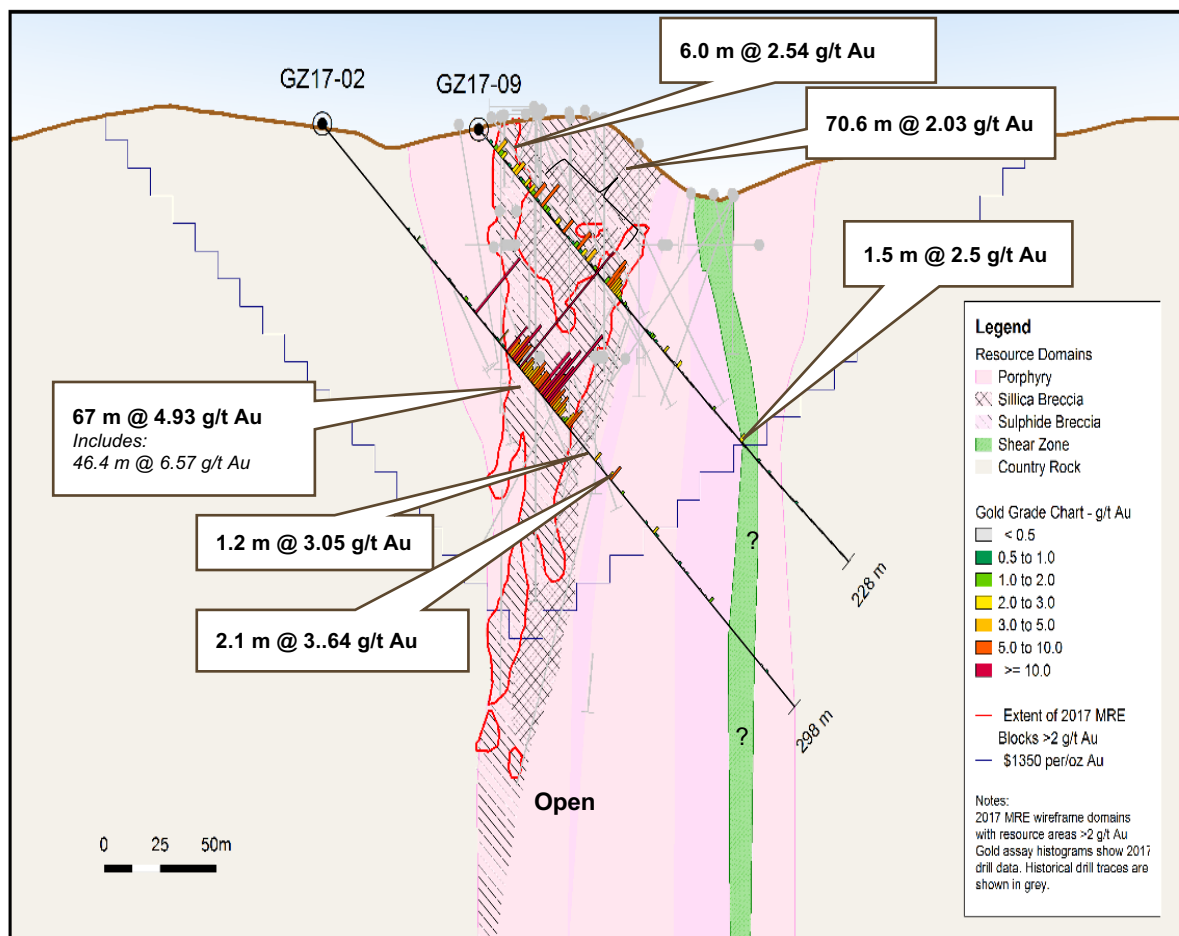 GZ17-02
GZ17-09
6.0 m @ 2.54 g/t Au
70.6 m @ 2.03 g/t Au
1.5 m @ 2.5 g/t Au
67 m @ 4.93 g/t Au
Includes:
46.4 m @ 6.57 g/t Au
1.2 m @ 3.05 g/t Au
2.1 m @ 3..64 g/t Au
?
?
228 m
298 m
Open
0 25 50m
Legend
Resource Domains
Porphyry
Sillica Breccia
Sulphide Breccia
Shear Zone
Country Rock
Gold Grade Chart - g/t Au
< 0.5
0.5 to 1.0
1.0 to 2.0
2.0 to 3.0
3.0 to 5.0
5.0 to 10.0
>= 10.0
Extent of 2017 MRE
Blocks >2 g/t Au
$1350 per/oz Au
Notes:
2017 MRE wireframe domains
with resource areas >2 g/t Au
Gold assay histograms show 2017
drill data. Historical drill traces are
shown in grey.